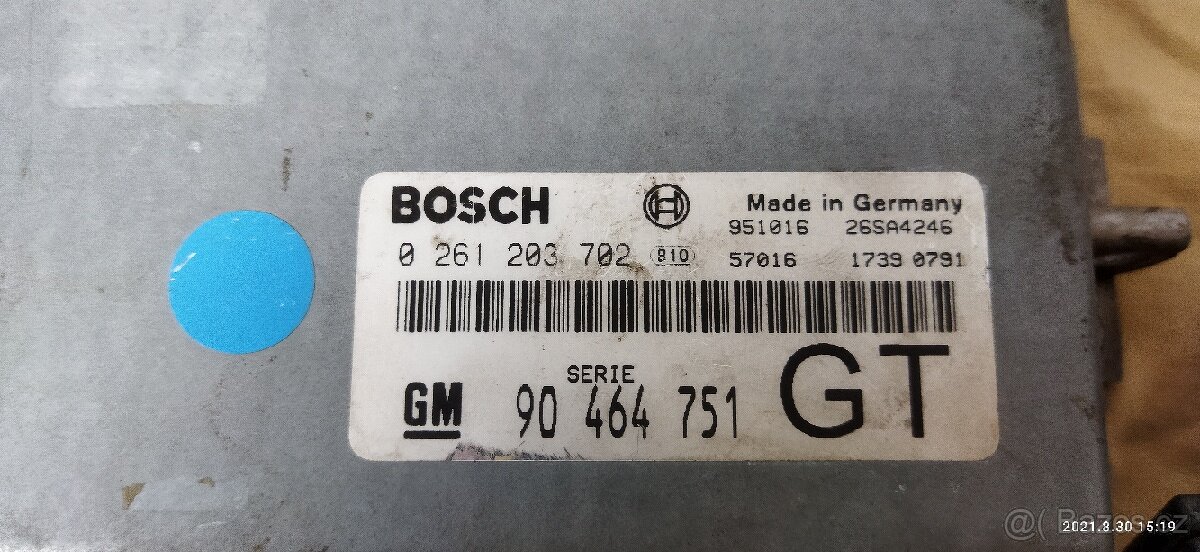 BOSCH
Made in Germany
951016 26SA4246
0 261 203 702 810
57016 1739 0791
SERIE
GM 90 464 751 GT
@(Bazos.cz
2021.8.30 15:19